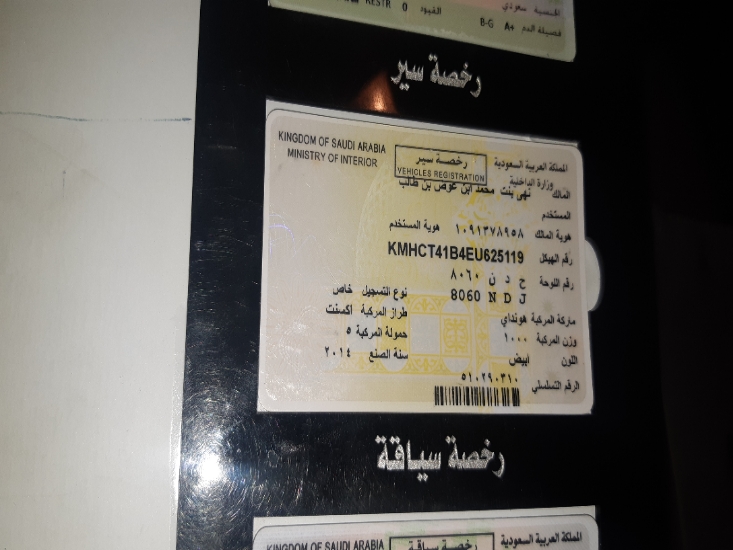 الجنسية سعودي
RESTR 0 القيود
فصيلة الدم B-G A+
رخصة سير
KINGDOM OF SAUDI ARABIA
MINISTRY OF INTERIOR
رخصة سير
VEHICLES REGISTRATION
المملكة العربية السعودية
وزارة الداخلية
المالك نهى بنت محمد ابن عوض بن طالب
المستخدم
هوية المالك ١٠٩١٣٧٨٩٥٨ هوية المستخدم
رقم الهيكل KMHCT41B4EU625119
رقم اللوحة ح د ن ٨٠٦٠
8060 N D J
نوع التسجيل خاص
ماركة المركبة هونداي طراز المركبة اكسنت
وزن المركبة ١٠٠٠ حمولة المركبة ٥
اللون أبيض سنة الصنع ٢٠١٤
الرقم التسلسلي ٥١٠٢٩٠٣١٠
رخصة سياقة
KINGDOM OF SAUDI ARABIA
رخصة سياقة
المملكة العربية السعودية